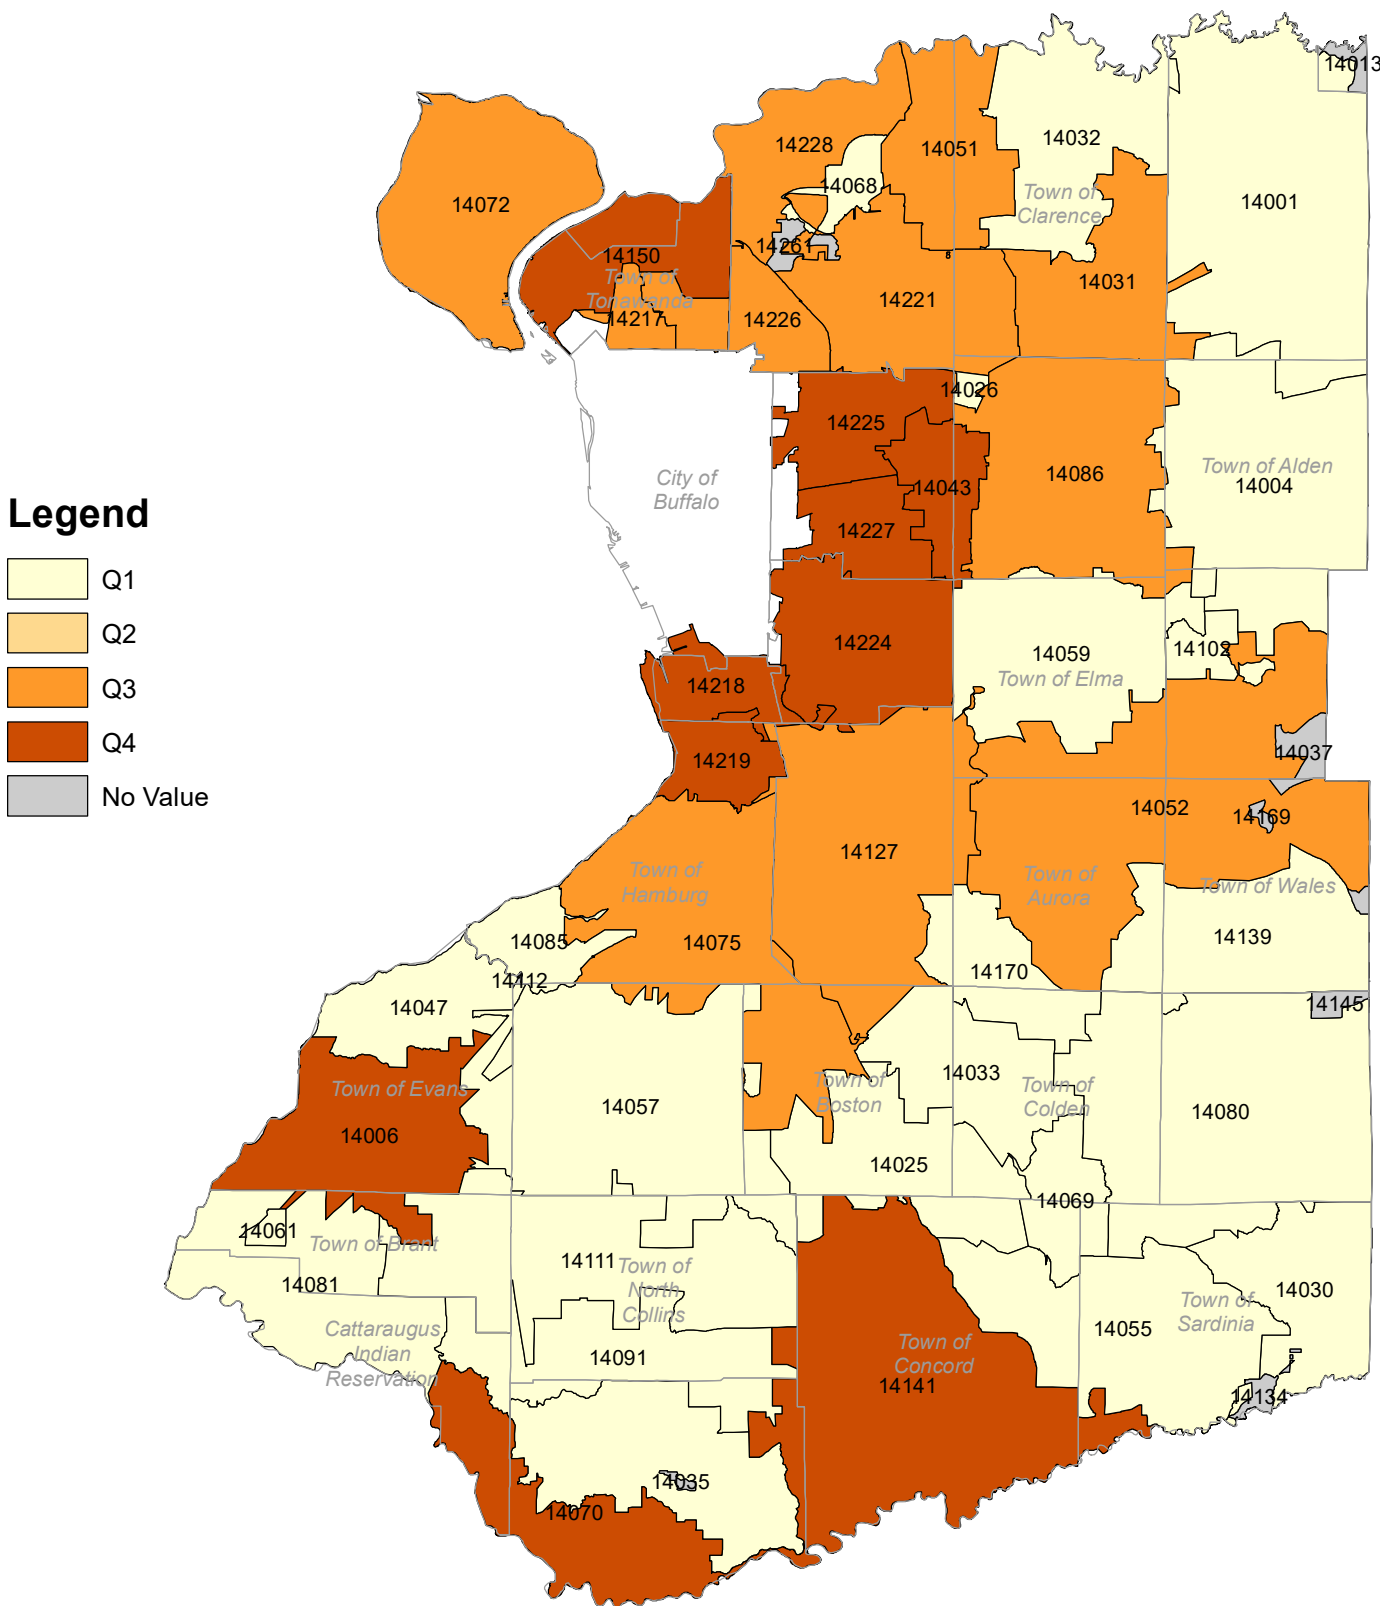 14013
14228
14051
14032
14068
Town of
Clarence
14001
14072
14261
14150
Town of
Tonawanda
14031
14221
14217
14226
14026
14225
City of
Buffalo
14043
14086
Town of Alden
14004
14227
Legend
Q1
Q2
Q3
Q4
No Value
14224
14059
Town of Elma
14102
14218
14219
14037
14052
14169
14127
Town of
Hamburg
Town of
Aurora
Town of Wales
14085
14075
14139
14112
14170
14047
14145
Town of Evans
14033
Town of
Boston
Town of
Colden
14057
14080
14006
14025
14069
14061
Town of Brant
14111
Town of
North
Collins
14081
14030
Town of
Sardinia
14055
Cattaraugus
Indian
Reservation
14091
Town of
Concord
14141
14134
14035
14070